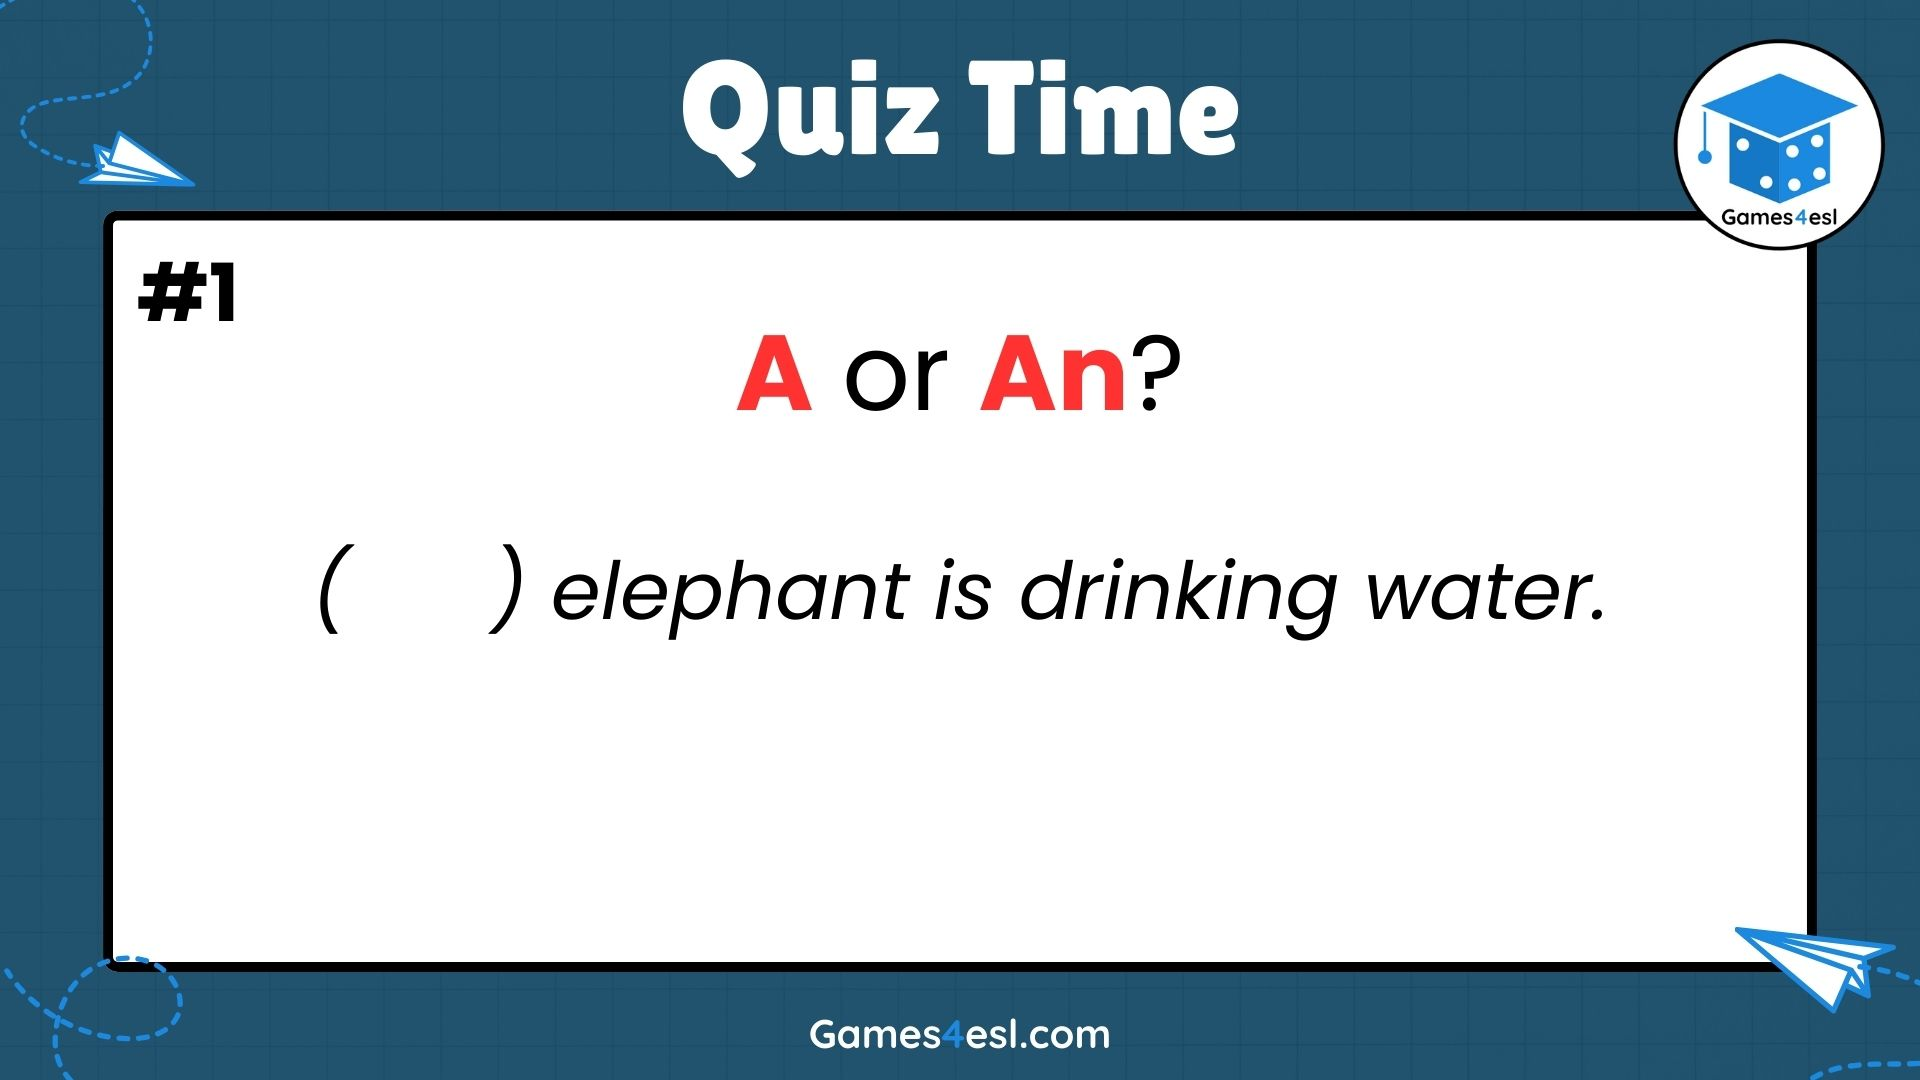 Quiz Time
Games4esl
#1
A or An?
(      ) elephant is drinking water.
Games4esl.com